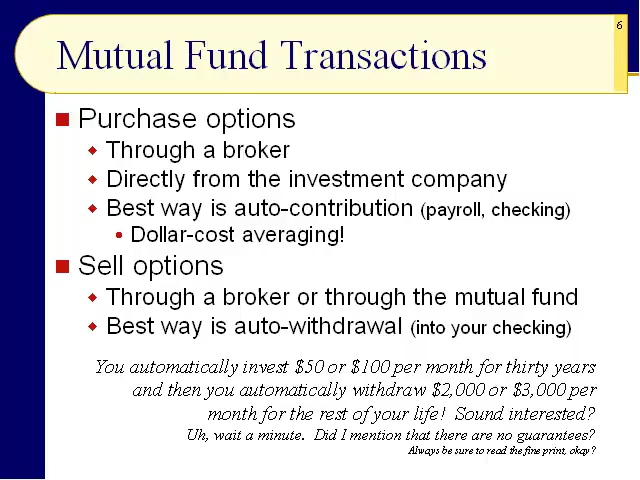 6
Mutual Fund Transactions
Purchase options
Through a broker
Directly from the investment company
Best way is auto-contribution (payroll, checking)
Dollar-cost averaging!
Sell options
Through a broker or through the mutual fund
Best way is auto-withdrawal (into your checking)
You automatically invest $50 or $100 per month for thirty years
and then you automatically withdraw $2,000 or $3,000 per
month for the rest of your life! Sound interested?
Uh, wait a minute. Did I mention that there are no guarantees?
Always be sure to read the fine print, okay?